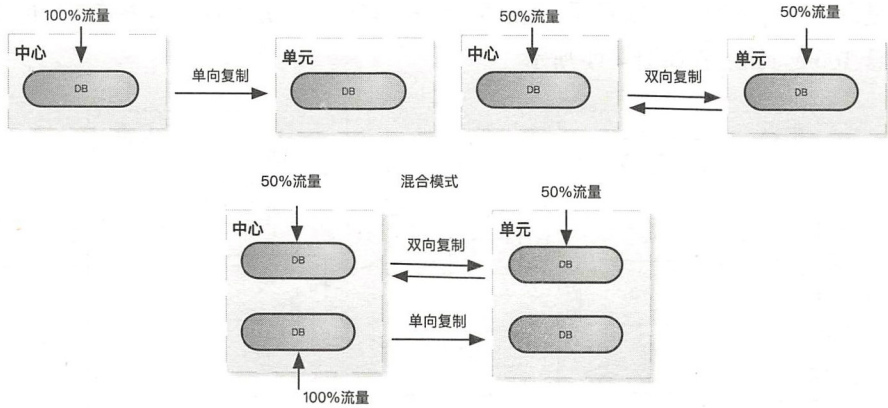 100%流量
中心
DB
单向复制
单元
DB
50%流量
中心
DB
双向复制
50%流量
单元
DB
50%流量
混合模式
50%流量
中心
DB
双向复制
单元
DB
DB
单向复制
DB
100%流量